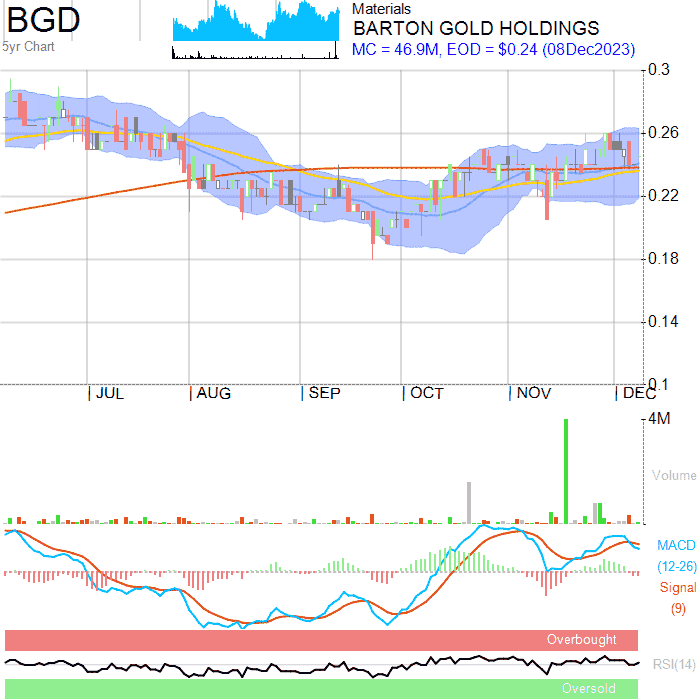 BGD
5yr Chart
Materials
BARTON GOLD HOLDINGS
MC = 46.9M, EOD = $0.24 (08Dec2023)
0.3
0.26
0.22
0.18
0.14
0.1
JUL AUG SEP OCT NOV DEC
4M
Volume
MACD
(12-26)
Signal
(9)
Overbought
RSI(14)
Oversold